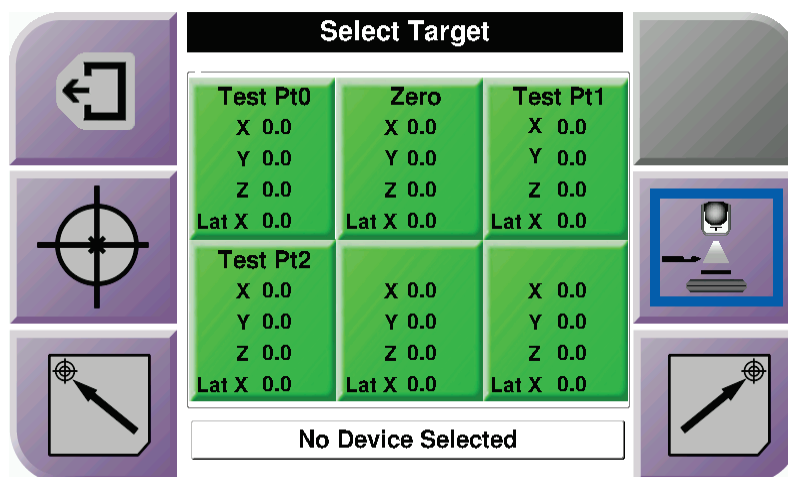 Select Target
Test Pt0 Zero Test Pt1
X 0.0 X 0.0 X 0.0
Y 0.0 Y 0.0 Y 0.0
Z 0.0 Z 0.0 Z 0.0
Lat X 0.0 Lat X 0.0 Lat X 0.0
Test Pt2
X 0.0 X 0.0 X 0.0
Y 0.0 Y 0.0 Y 0.0
Z 0.0 Z 0.0 Z 0.0
Lat X 0.0 Lat X 0.0 Lat X 0.0
No Device Selected